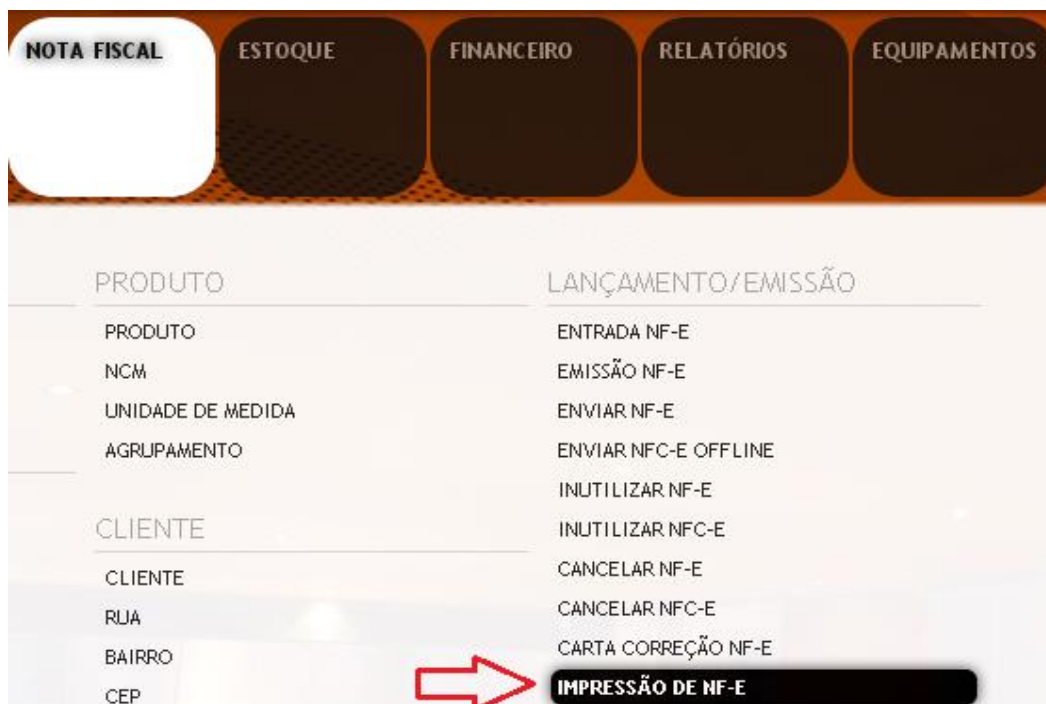 NOTA FISCAL
ESTOQUE
FINANCEIRO
RELATÓRIOS
EQUIPAMENTOS
PRODUTO
PRODUTO
NCM
UNIDADE DE MEDIDA
AGRUPAMENTO
CLIENTE
CLIENTE
RUA
BAIRRO
CEP
LANÇAMENTO/EMISSÃO
ENTRADA NF-E
EMISSÃO NF-E
ENVIAR NF-E
ENVIAR NFC-E OFFLINE
INUTILIZAR NF-E
INUTILIZAR NFC-E
CANCELAR NF-E
CANCELAR NFC-E
CARTA CORREÇÃO NF-E
IMPRESSÃO DE NF-E